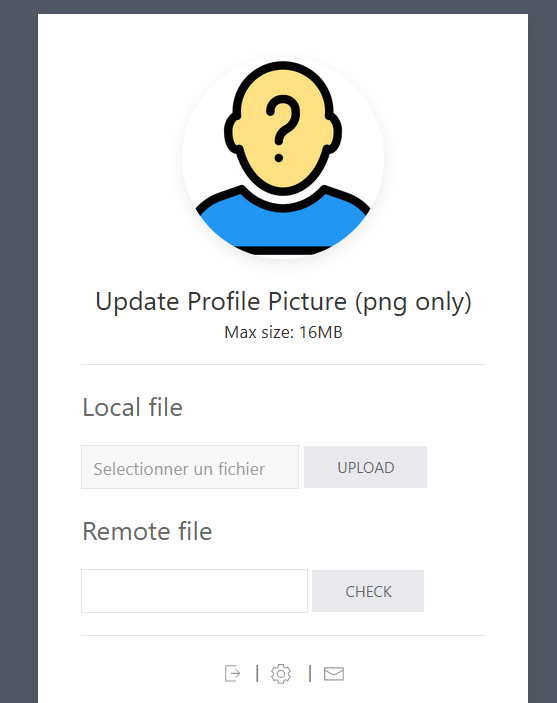 ?
Update Profile Picture (png only)
Max size: 16MB
Local file
Selectionner un fichier
UPLOAD
Remote file
CHECK